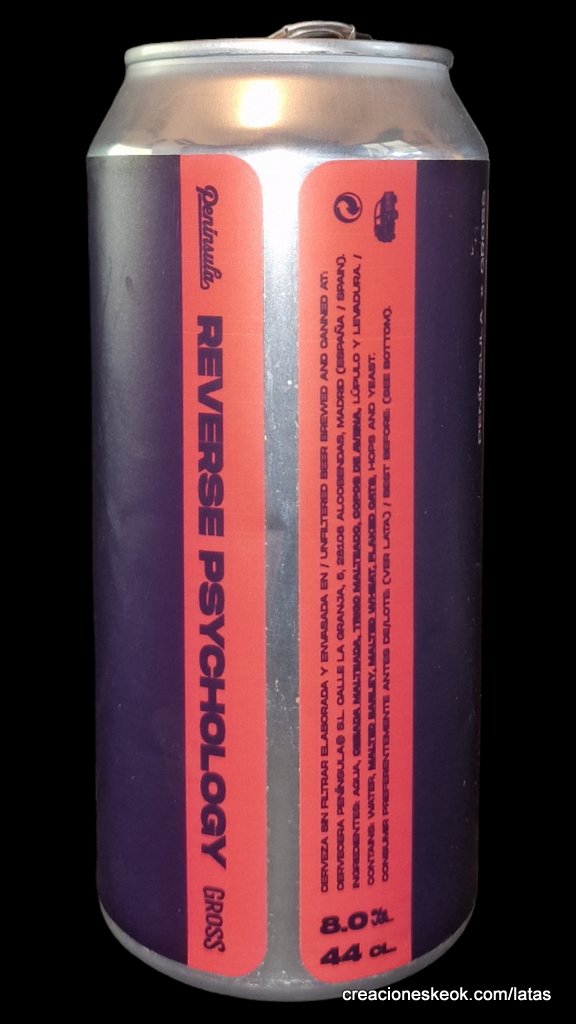 Península
REVERSE PSYCHOLOGY
GROSS
CERVEZA SIN FILTRAR ELABORADA Y ENVASADA EN / UNFILTERED BEER BREWED AND CANNED AT:
CERVECERA PENÍNSULA® S.L. CALLE LA GRANJA, 5, 28108 ALCOBENDAS, MADRID (ESPAÑA / SPAIN).
INGREDIENTES: AGUA, CEBADA MALTEADA, TRIGO MALTEADO, COPOS DE AVENA, LÚPULO Y LEVADURA. /
CONTAINS: WATER, MALTED BARLEY, MALTED WHEAT, FLAKED OATS, HOPS AND YEAST.
CONSUMIR PREFERENTEMENTE ANTES DE/LOTE: (VER LATA) / BEST BEFORE: (SEE BOTTOM).
8.0 % VOL.
44 CL.
PENÍNSULA x GROSS
creacioneskeok.com/latas